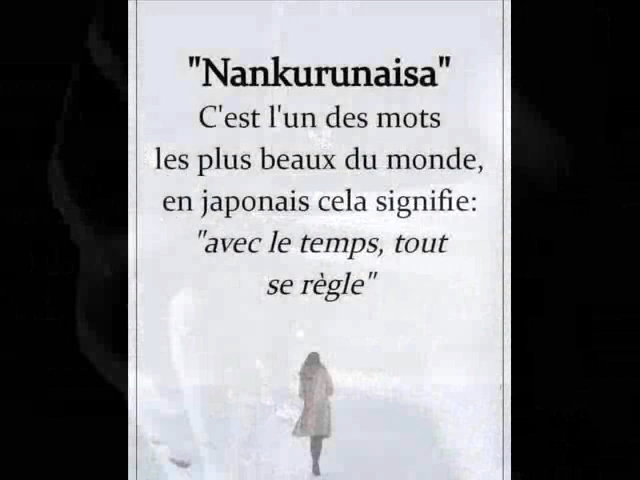 "Nankurunaisa"
C'est l'un des mots
les plus beaux du monde,
en japonais cela signifie:
"avec le temps, tout
se règle"